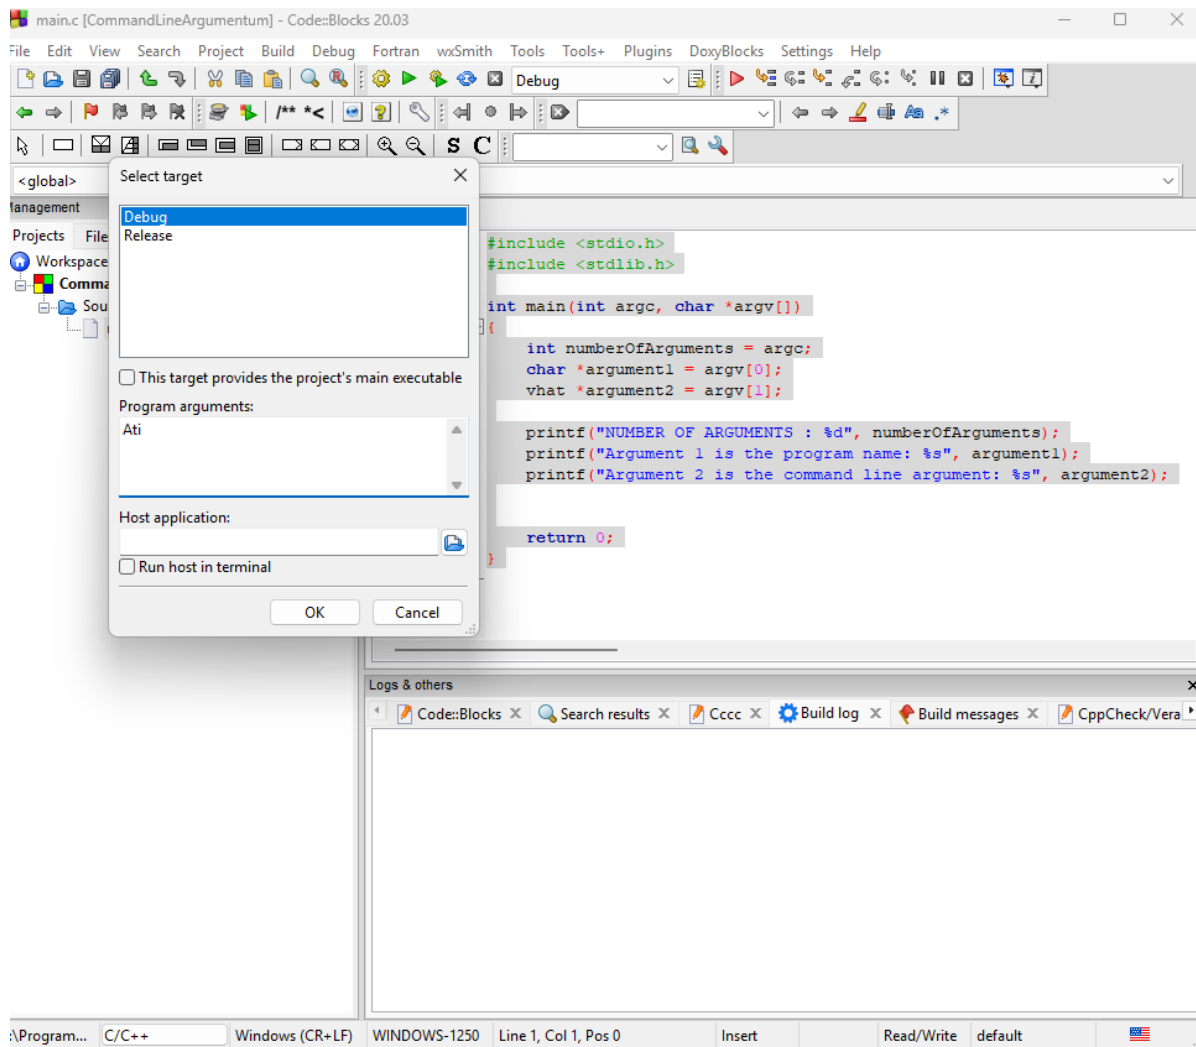 main.c [CommandLineArgumentum] - Code::Blocks 20.03
File Edit View Search Project Build Debug Fortran wxSmith Tools Tools+ Plugins DoxyBlocks Settings Help
Debug
/** *<
S C
<global>
Select target
Management
Projects File
Workspace
Comma
Sou
Debug
Release
This target provides the project's main executable
Program arguments:
Ati
Host application:
Run host in terminal
OK Cancel
#include <stdio.h>
#include <stdlib.h>
int main(int argc, char *argv[])
{
int numberOfArguments = argc;
char *argument1 = argv[0];
vhat *argument2 = argv[1];
printf("NUMBER OF ARGUMENTS : %d", numberOfArguments);
printf("Argument 1 is the program name: %s", argument1);
printf("Argument 2 is the command line argument: %s", argument2);
return 0;
}
Logs & others
Code::Blocks Search results Cccc Build log Build messages CppCheck/Vera
:\Program... C/C++ Windows (CR+LF) WINDOWS-1250 Line 1, Col 1, Pos 0 Insert Read/Write default